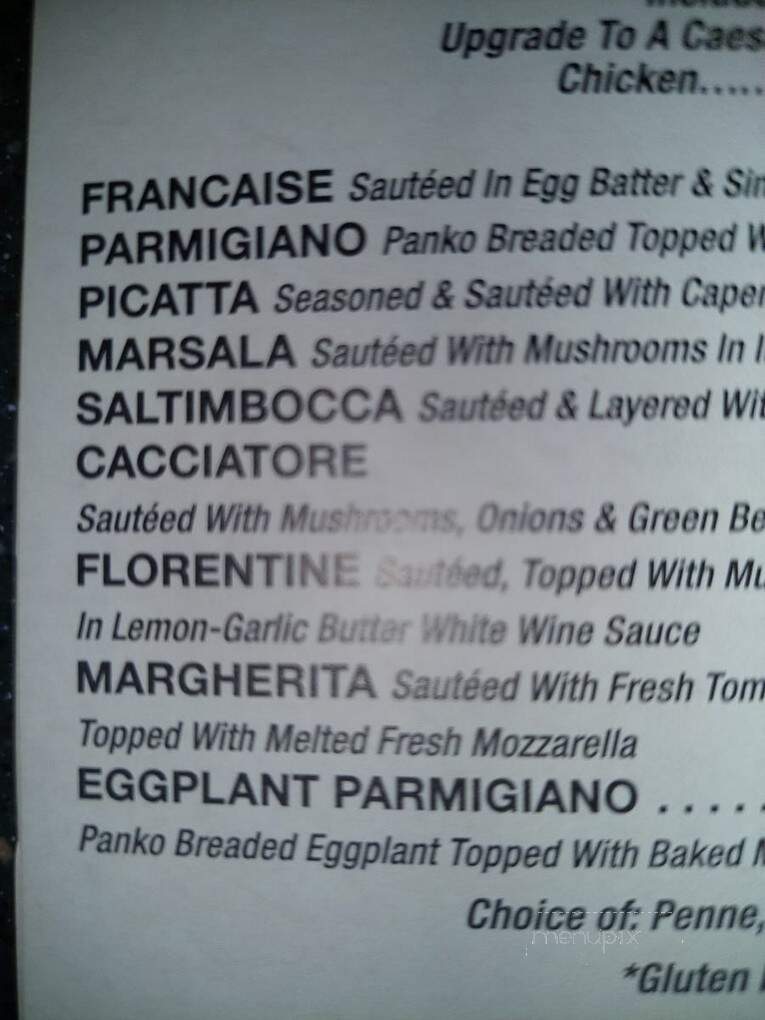 Upgrade To A Caes
Chicken.....
FRANCAISE Sautéed In Egg Batter & Sim
PARMIGIANO Panko Breaded Topped W
PICATTA Seasoned & Sautéed With Caper
MARSALA Sautéed With Mushrooms In
SALTIMBOCCA Sautéed & Layered Wit
CACCIATORE
Sautéed With Mushrooms, Onions & Green Be
FLORENTINE Sautéed, Topped With Mu
In Lemon-Garlic Butter White Wine Sauce
MARGHERITA Sautéed With Fresh Tom
Topped With Melted Fresh Mozzarella
EGGPLANT PARMIGIANO .....
Panko Breaded Eggplant Topped With Baked M
Choice of: Penne,
menupix
*Gluten